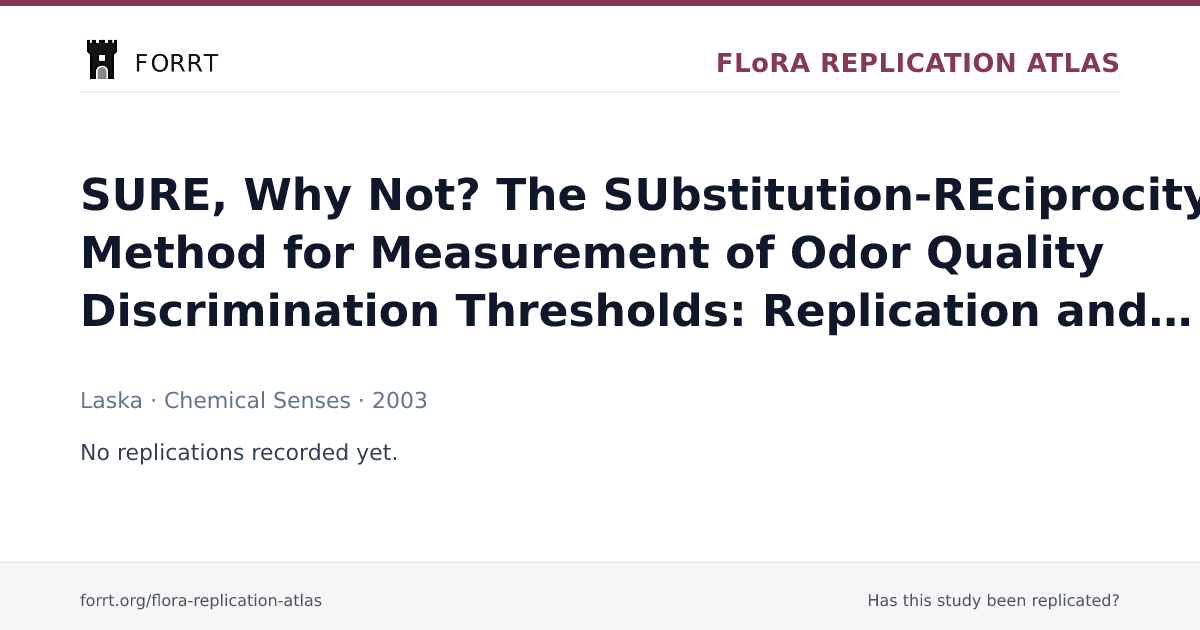 FORRT
FLoRA REPLICATION ATLAS
SURE, Why Not? The SUbstitution-REciprocity
Method for Measurement of Odor Quality
Discrimination Thresholds: Replication and…
Laska · Chemical Senses · 2003
No replications recorded yet.
forrt.org/flora-replication-atlas
Has this study been replicated?